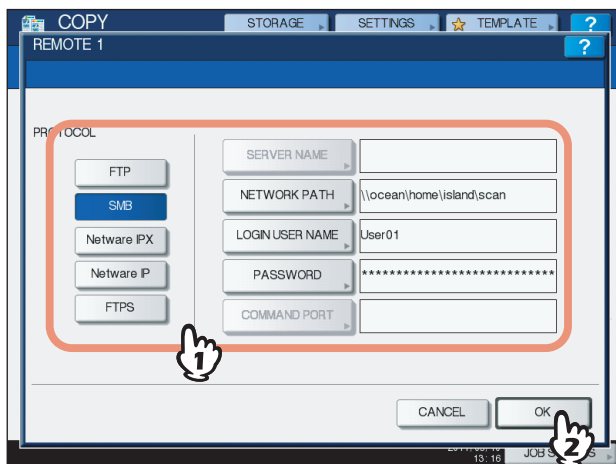 COPY STORAGE SETTINGS TEMPLATE ?
REMOTE 1 ?
PROTOCOL
FTP
SMB
Netware IPX
Netware IP
FTPS
SERVER NAME
NETWORK PATH \\ocean\home\island\scan
LOGIN USER NAME User01
PASSWORD ****************************
COMMAND PORT
1
CANCEL OK
2
13:16 JOB S